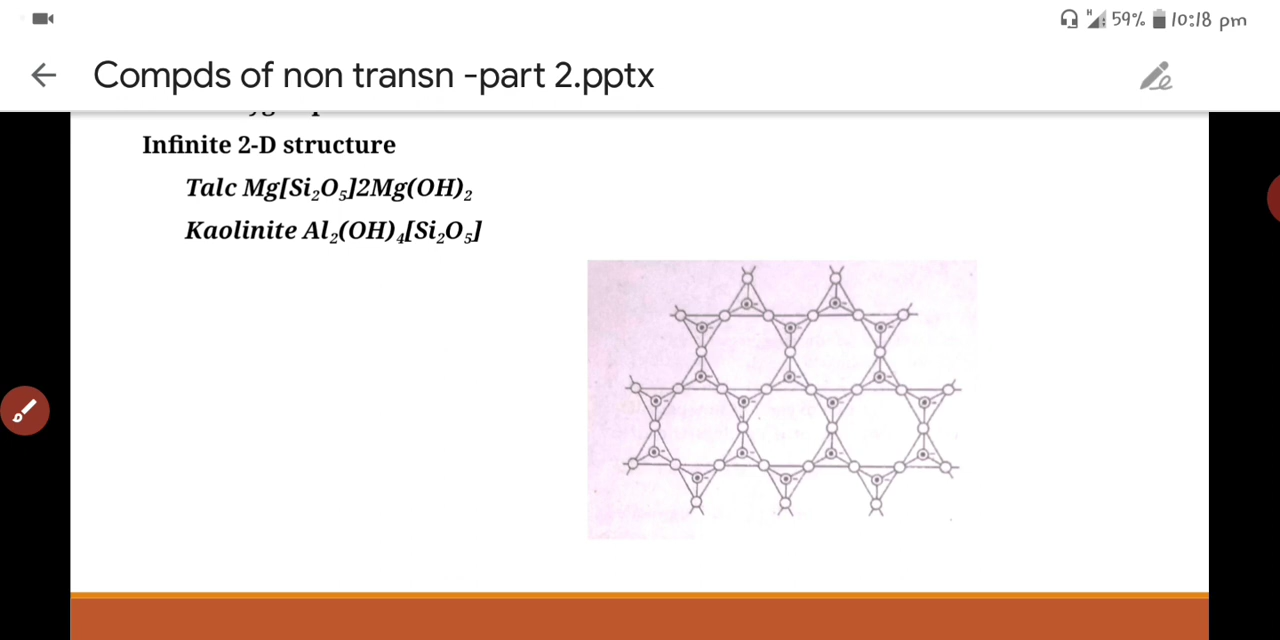 H 59% 10:18 pm
Compds of non transn -part 2.pptx
Infinite 2-D structure
Talc Mg[Si₂O₅]2Mg(OH)₂
Kaolinite Al₂(OH)₄[Si₂O₅]